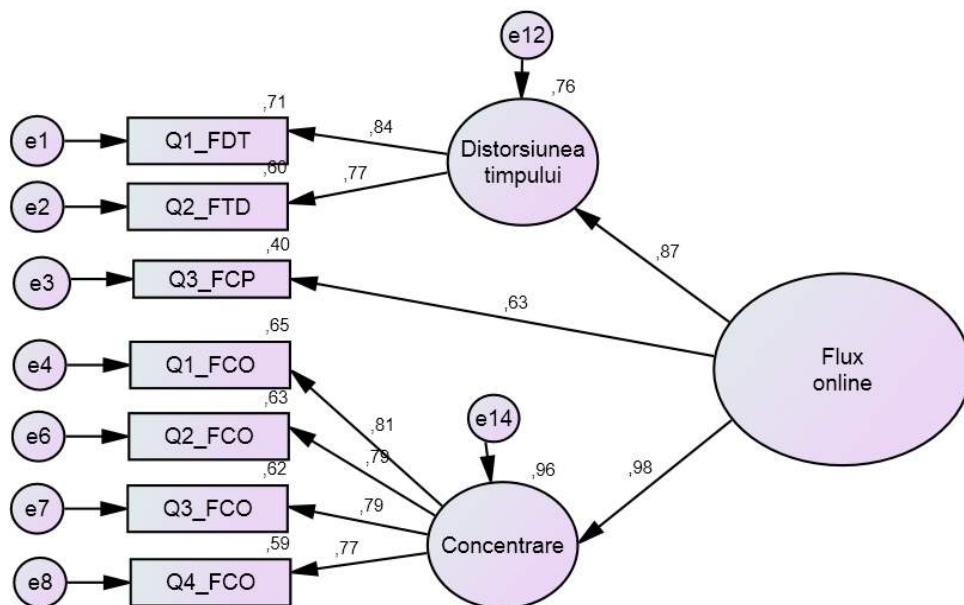 e12
,76
,71
e1
Q1_FDT
,84
Distorsiunea
timpului
,60
e2
Q2_FTD
,77
,40
,87
e3
Q3_FCP
,63
,65
e4
Q1_FCO
Flux
online
,63
,81
e14
e6
Q2_FCO
,79
,62
,96
,98
e7
Q3_FCO
,79
Concentrare
,59
,77
e8
Q4_FCO